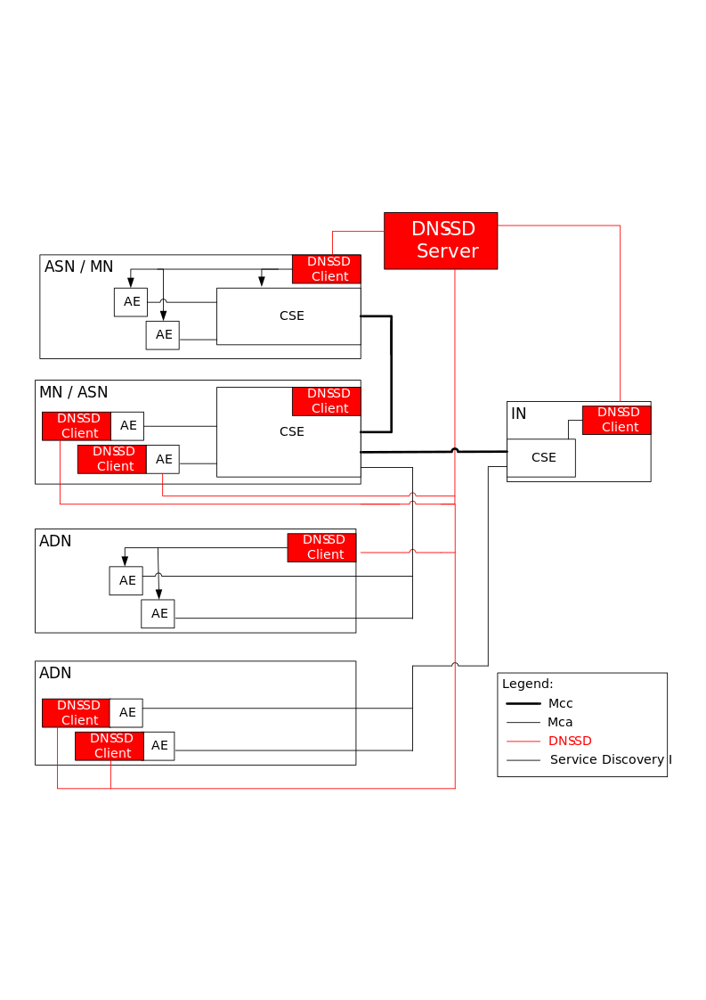 DNSSD
Server
ASN / MN
DNSSD
Client
AE
CSE
AE
MN / ASN
DNSSD
Client
DNSSD
Client
AE
CSE
DNSSD
Client
AE
IN
DNSSD
Client
CSE
ADN
DNSSD
Client
AE
AE
ADN
DNSSD
Client
AE
DNSSD
Client
AE
Legend:
Mcc
Mca
DNSSD
Service Discovery I